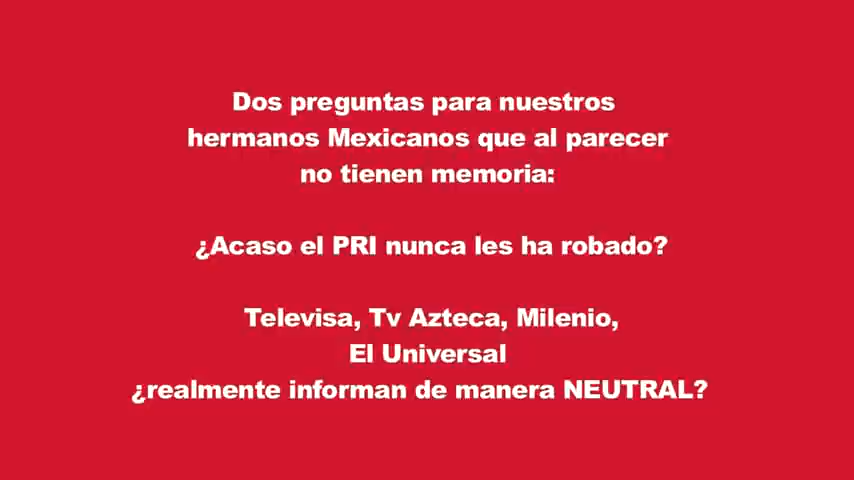 Dos preguntas para nuestros
hermanos Mexicanos que al parecer
no tienen memoria:
¿Acaso el PRI nunca les ha robado?
Televisa, Tv Azteca, Milenio,
El Universal
¿realmente informan de manera NEUTRAL?